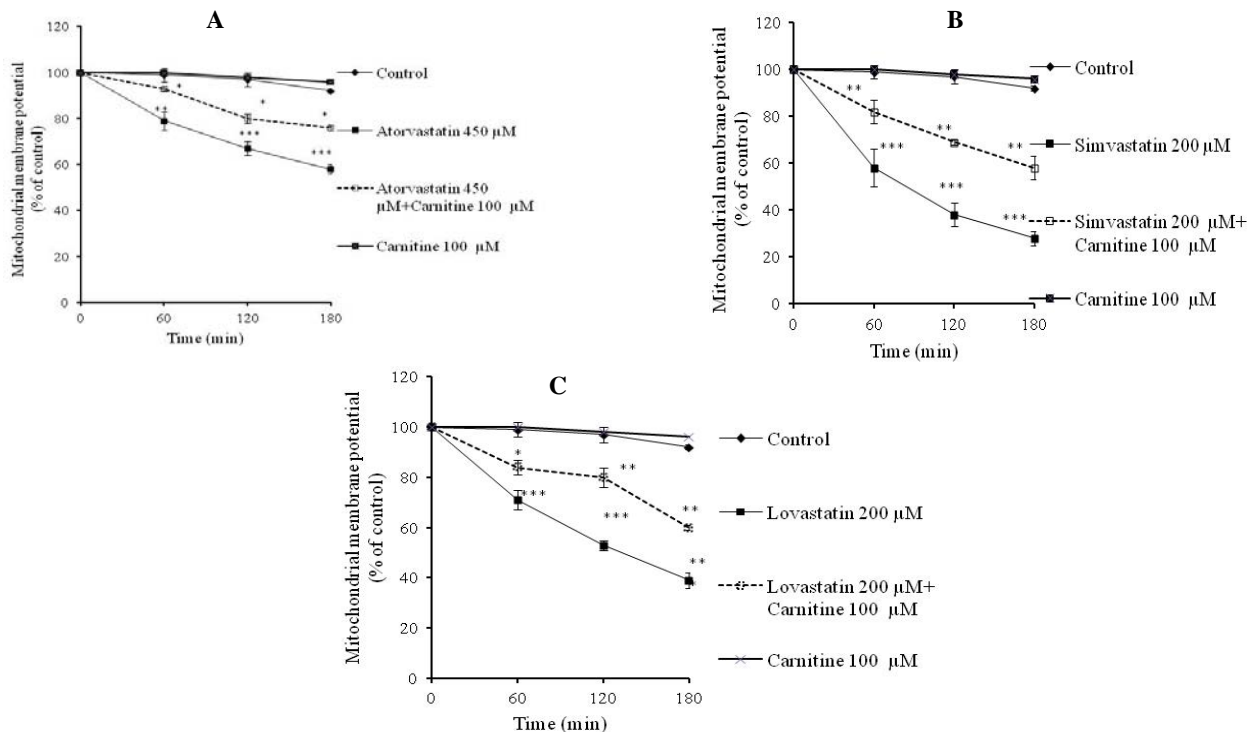 A
Mitochondrial membrane potential
(% of control)
120
100
80
60
40
20
0
*
*
*
**
***
***
0 60 120 180
Time (min)
Control
Atorvastatin 450 µM
Atorvastatin 450
µM+Carnitine 100 µM
Carnitine 100 µM
B
Mitochondrial membrane potential
(% of control)
120
100
80
60
40
20
0
**
**
**
***
***
***
0 60 120 180
Time (min)
Control
Simvastatin 200 µM
Simvastatin 200 µM+
Carnitine 100 µM
Carnitine 100 µM
C
Mitochondrial membrane potential
(% of control)
120
100
80
60
40
20
0
*
**
**
***
***
**
*
0 60 120 180
Time (min)
Control
Lovastatin 200 µM
Lovastatin 200 µM+
Carnitine 100 µM
Carnitine 100 µM